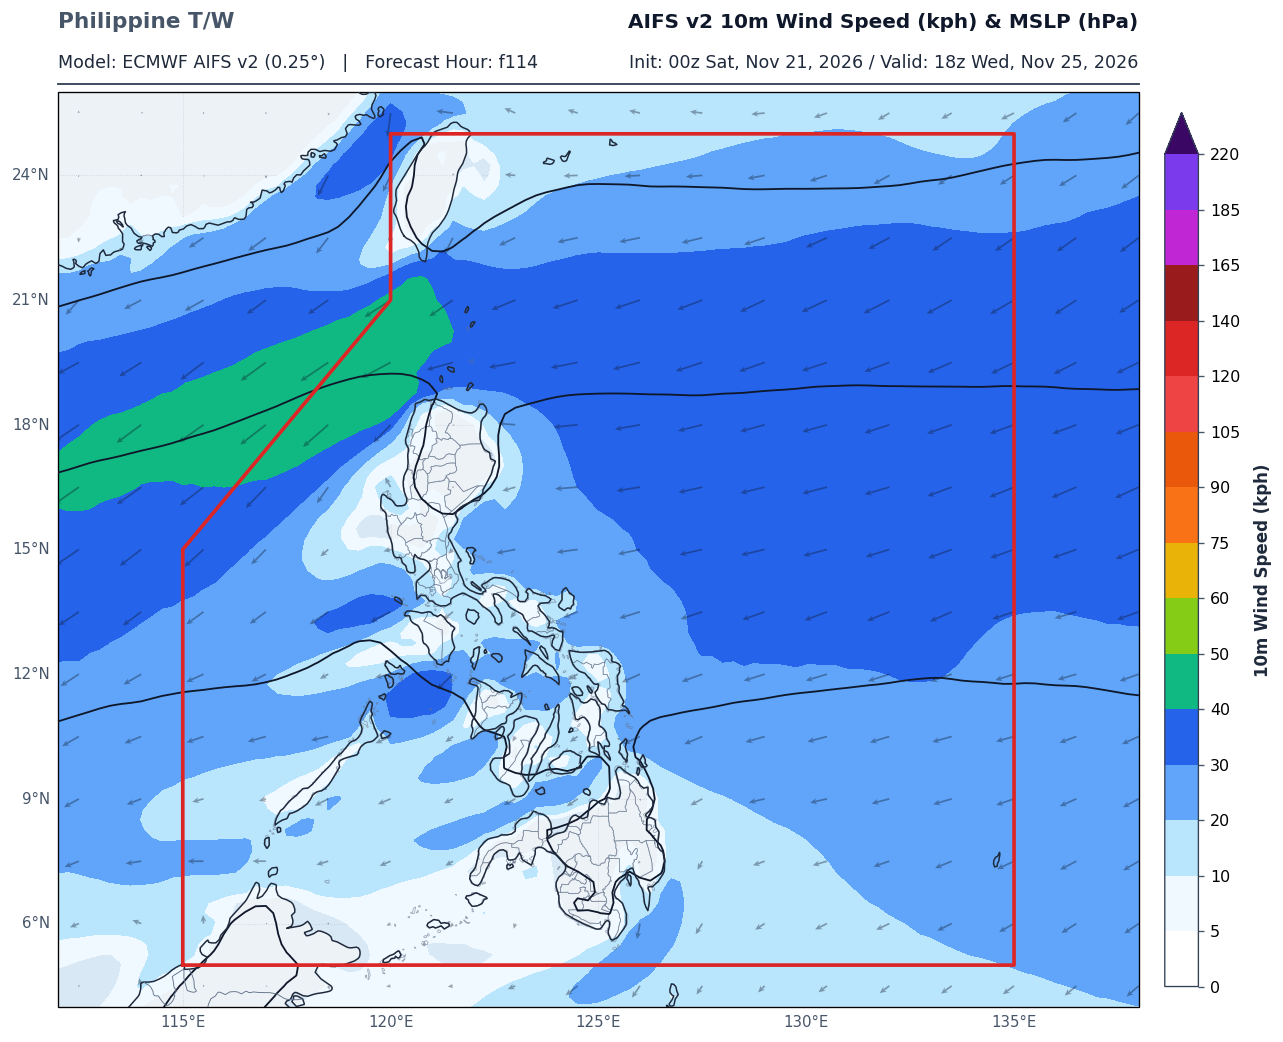 Philippine T/W
AIFS v2 10m Wind Speed (kph) & MSLP (hPa)
Model: ECMWF AIFS v2 (0.25°) | Forecast Hour: f114
Init: 00z Sat, Nov 21, 2026 / Valid: 18z Wed, Nov 25, 2026
24°N
21°N
18°N
15°N
12°N
9°N
6°N
115°E
120°E
125°E
130°E
135°E
220
185
165
140
120
105
90
75
60
50
40
30
20
10
5
0
10m Wind Speed (kph)